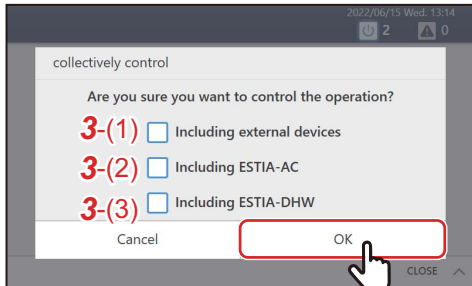 2022/06/15 Wed. 13:14
2 0
collectively control
Are you sure you want to control the operation?
3-(1) Including external devices
3-(2) Including ESTIA-AC
3-(3) Including ESTIA-DHW
Cancel OK
CLOSE